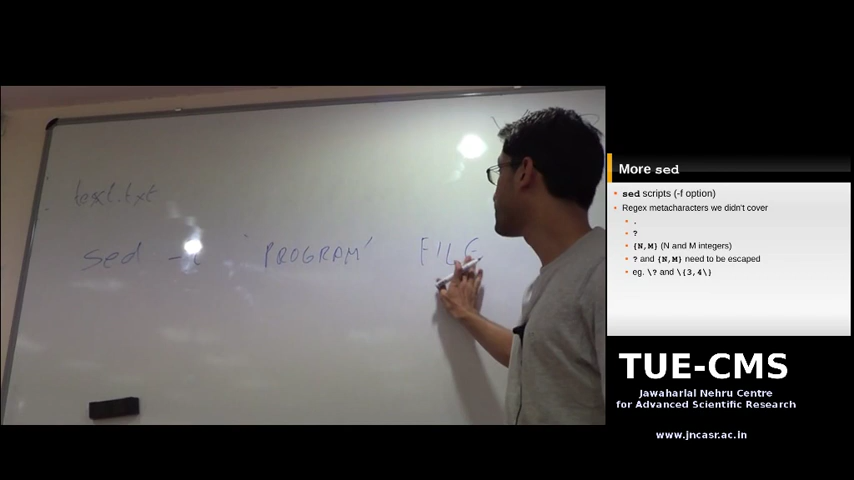 text.txt
sed -i 'PROGRAM' FILE
More sed
sed scripts (-f option)
Regex metacharacters we didn't cover
.
?
{N,M} (N and M integers)
? and {N,M} need to be escaped
eg. \? and \{3,4\}
TUE-CMS
Jawaharlal Nehru Centre
for Advanced Scientific Research
www.jncasr.ac.in